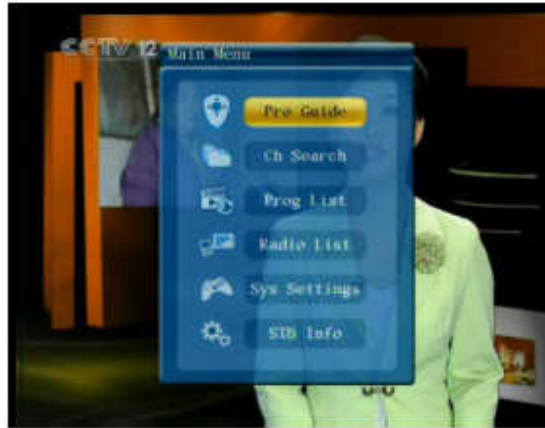 CCTV 12
Main Menu
Pro Guide
Ch Search
Prog List
Radio List
Sys Settings
STB Info